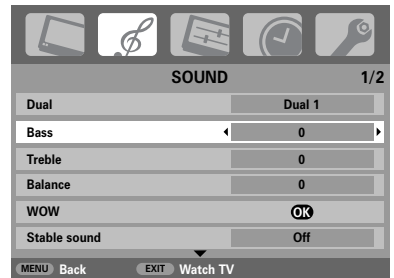 SOUND 1/2
Dual Dual 1
Bass 0
Treble 0
Balance 0
WOW OK
Stable sound Off
MENU Back EXIT Watch TV